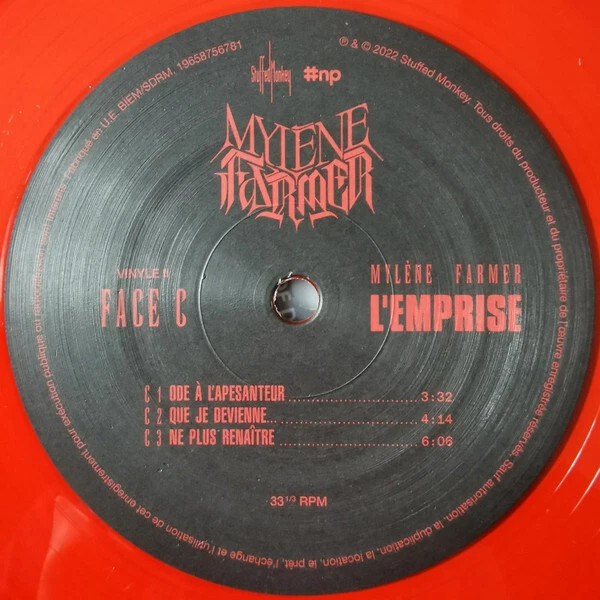 StuffedMonkey #np
MYLENE
FARMER
VINYLE II
FACE C
MYLÈNE FARMER
L'EMPRISE
C 1 ODE À L'APESANTEUR 3:32
C 2 QUE JE DEVIENNE... 4:14
C 3 NE PLUS RENAÎTRE 6:06
33 1/3 RPM
℗ & © 2022 Stuffed Monkey. Tous droits du producteur et du propriétaire de l'œuvre enregistrée réservés. Sauf autorisation, la duplication, la location, le prêt, l'échange et l'utilisation de cet enregistrement pour exécution publique ou radiodiffusion sont interdits. Fabriqué en U.E. BIEM/SDRM. 19658756781